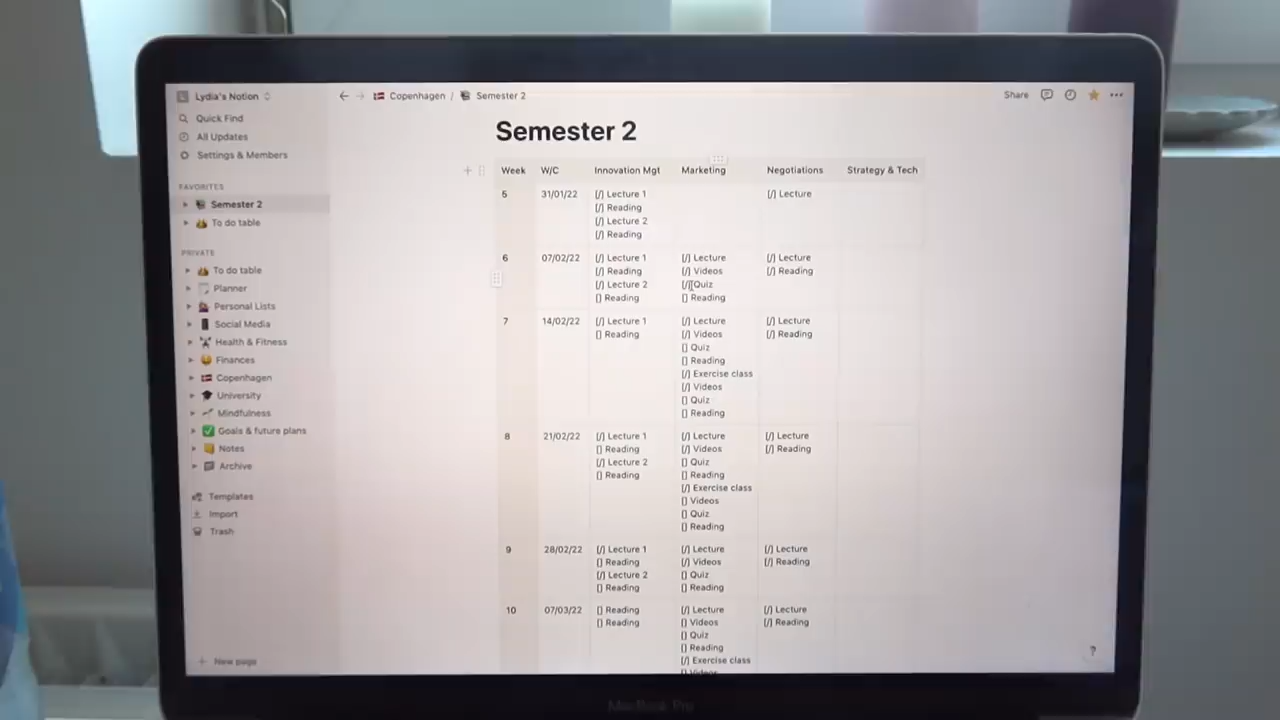 Lydia's Notion
Quick Find
All Updates
Settings & Members
FAVORITES
Semester 2
To do table
PRIVATE
To do table
Planner
Personal Lists
Social Media
Health & Fitness
Finances
Copenhagen
University
Mindfulness
Goals & future plans
Notes
Archive
Templates
Import
Trash
New page
Copenhagen / Semester 2
Share
Semester 2
Week W/C Innovation Mgt Marketing Negotiations Strategy & Tech
5 31/01/22 [/] Lecture 1 [/] Lecture
[/] Reading
[/] Lecture 2
[/] Reading
6 07/02/22 [/] Lecture 1 [/] Lecture [/] Lecture
[/] Reading [/] Videos [/] Reading
[/] Lecture 2 [/] Quiz
[] Reading [] Reading
7 14/02/22 [/] Lecture 1 [/] Lecture [/] Lecture
[] Reading [/] Videos [/] Reading
[] Quiz
[] Reading
[/] Exercise class
[/] Videos
[] Quiz
[] Reading
8 21/02/22 [/] Lecture 1 [/] Lecture [/] Lecture
[] Reading [/] Videos [/] Reading
[/] Lecture 2 [] Quiz
[] Reading [] Reading
[/] Exercise class
[] Videos
[] Quiz
[] Reading
9 28/02/22 [/] Lecture 1 [/] Lecture [/] Lecture
[] Reading [/] Videos [/] Reading
[/] Lecture 2 [] Quiz
[] Reading [] Reading
10 07/03/22 [] Reading [/] Lecture [/] Lecture
[] Reading [] Videos [/] Reading
[] Quiz
[] Reading
[/] Exercise class
[] Videos
?
MacBook Pro